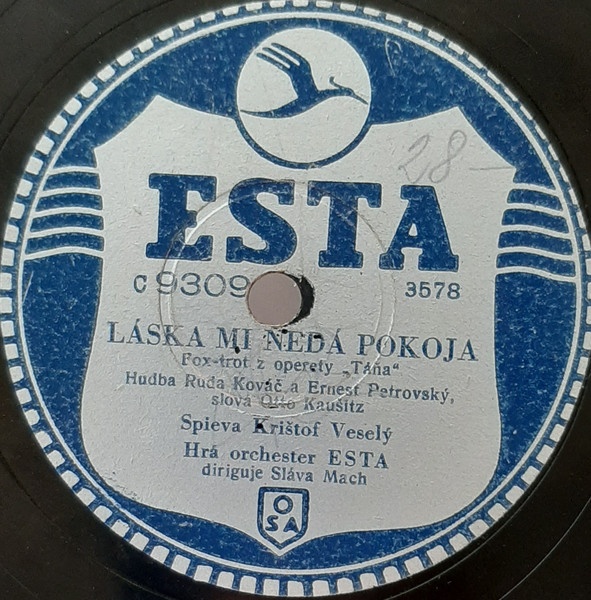 28-
ESTA
C 9309 3578
LÁSKA MI NEDÁ POKOJA
Fox-trot z operety „Táňa“
Hudba Ruda Kováč a Ernest Petrovský,
slová Otto Kaušitz
Spieva Krištof Veselý
Hrá orchester ESTA
diriguje Sláva Mach
OSA